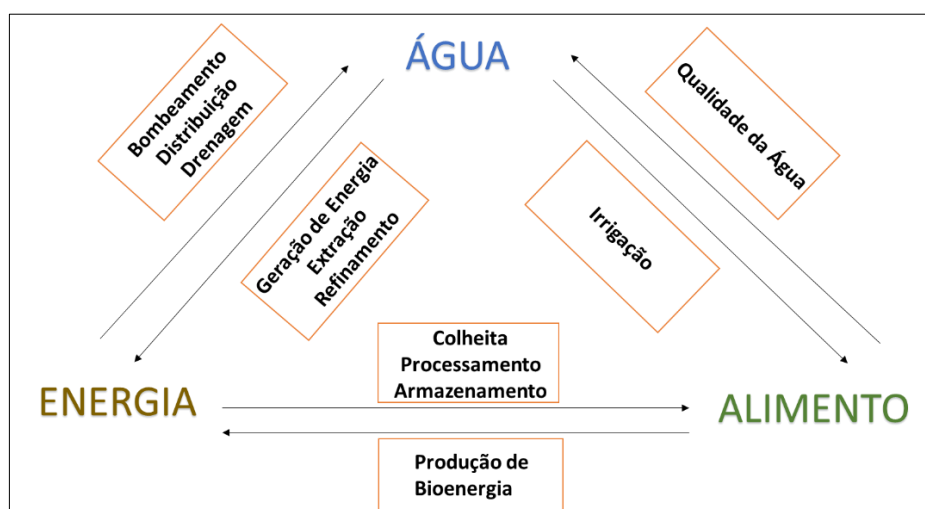 ÁGUA
Bombeamento
Distribuição
Drenagem
Qualidade da Água
Geração de Energia
Extração
Refinamento
Irrigação
Colheita
Processamento
Armazenamento
ENERGIA
ALIMENTO
Produção de
Bioenergia